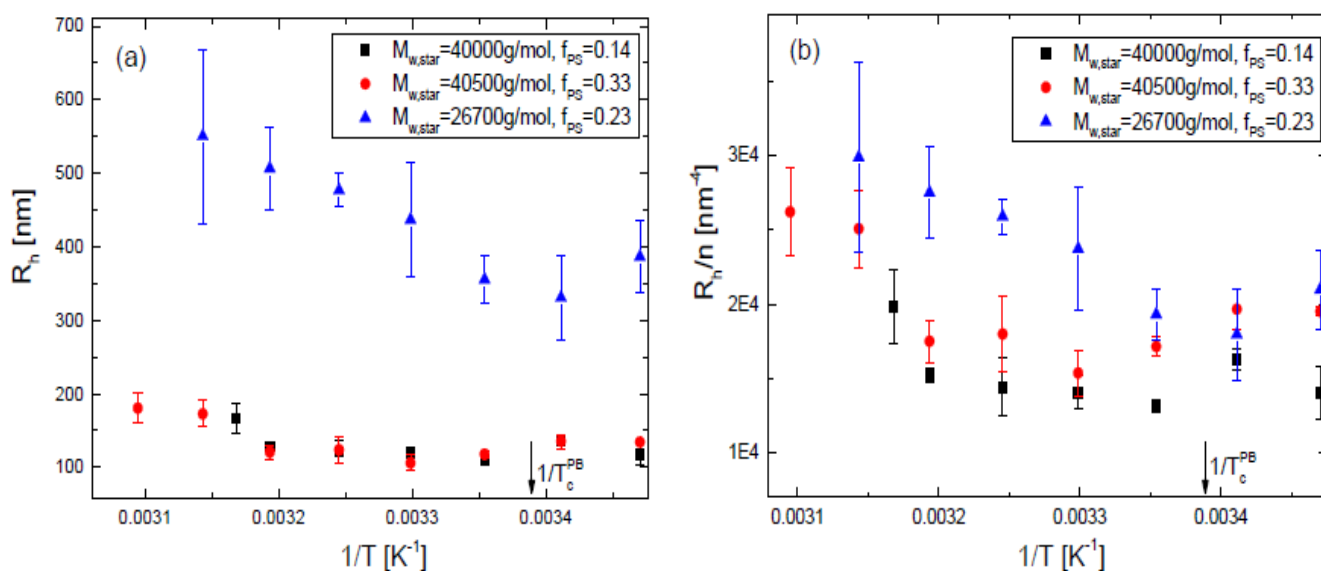 (a)
M_w,star=40000g/mol, f_PS=0.14
M_w,star=40500g/mol, f_PS=0.33
M_w,star=26700g/mol, f_PS=0.23
700
600
500
400
300
200
100
R_h [nm]
1/T_c^PB
0.0031 0.0032 0.0033 0.0034
1/T [K^-1]
(b)
M_w,star=40000g/mol, f_PS=0.14
M_w,star=40500g/mol, f_PS=0.33
M_w,star=26700g/mol, f_PS=0.23
3E4
2E4
1E4
R_h/n [nm^-4]
1/T_c^PB
0.0031 0.0032 0.0033 0.0034
1/T [K^-1]